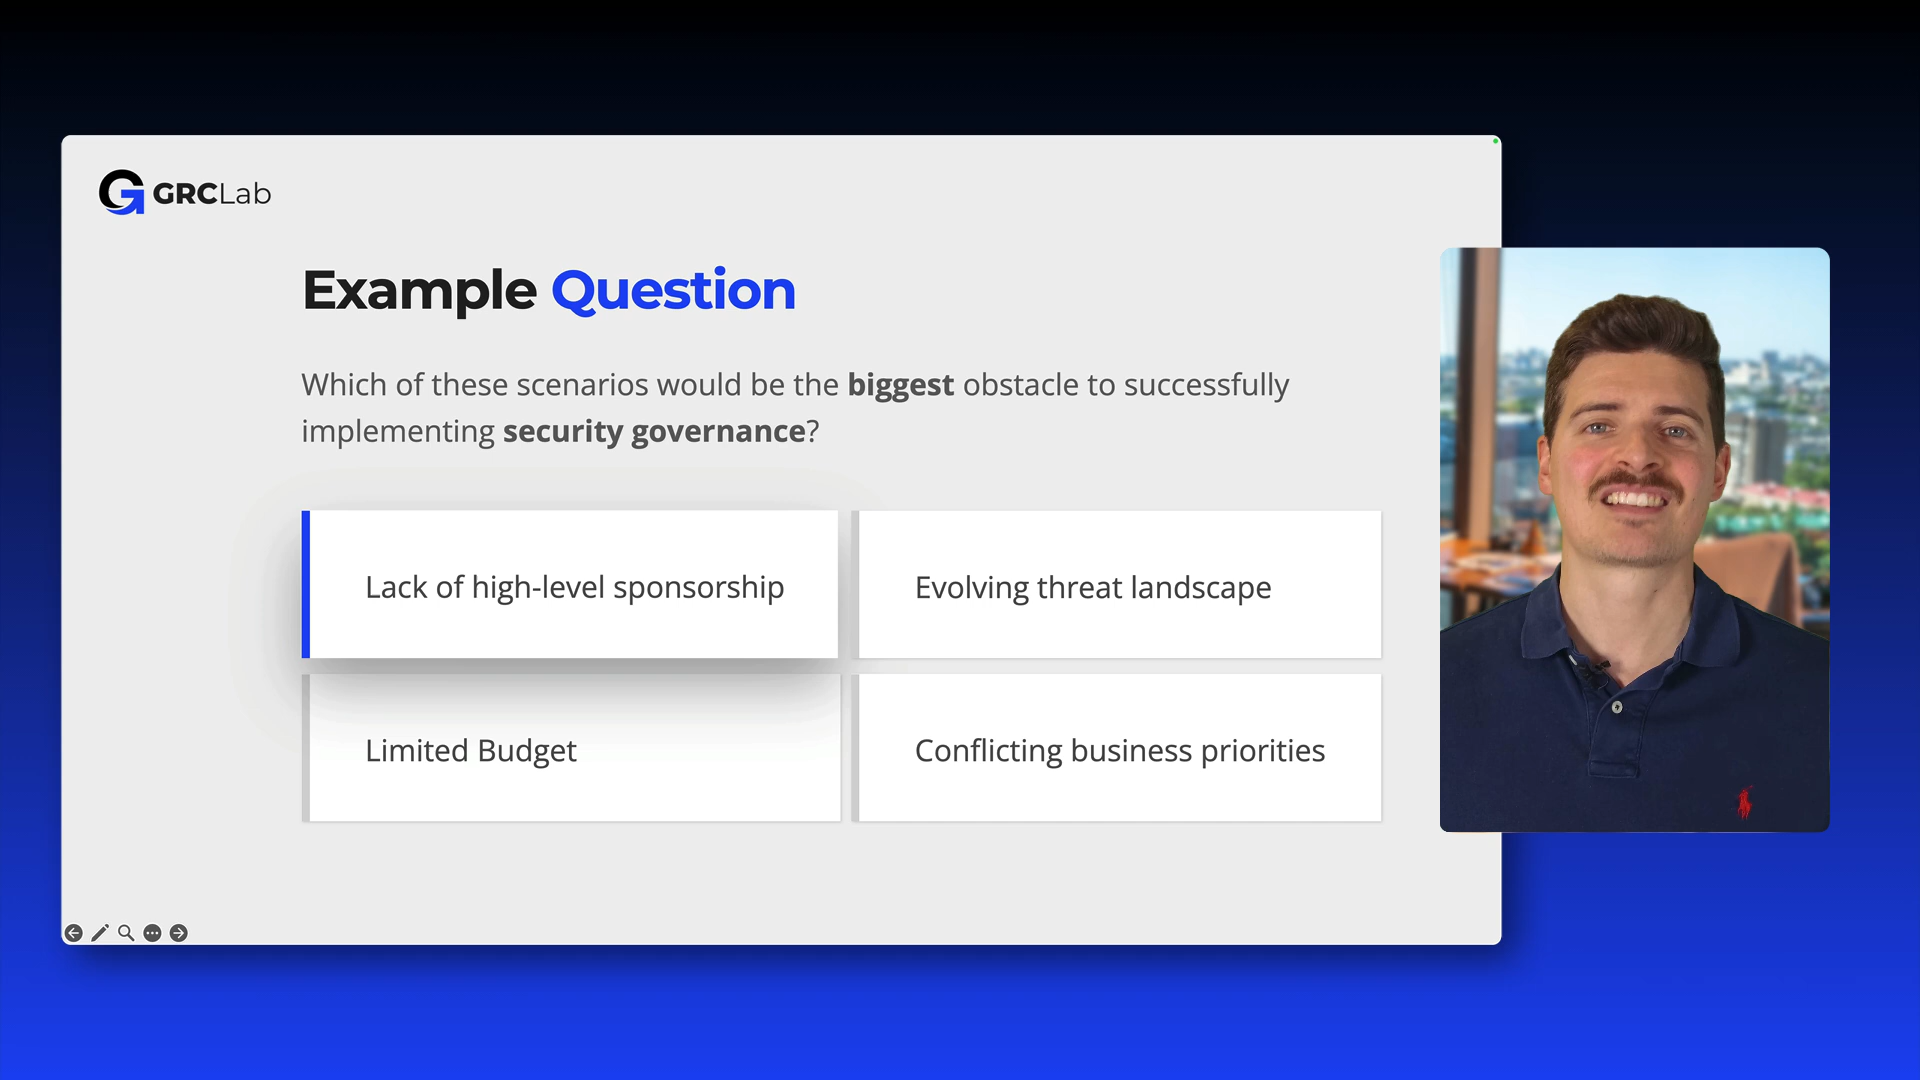 GRCLab
Example Question
Which of these scenarios would be the biggest obstacle to successfully
implementing security governance?
Lack of high-level sponsorship
Evolving threat landscape
Limited Budget
Conflicting business priorities